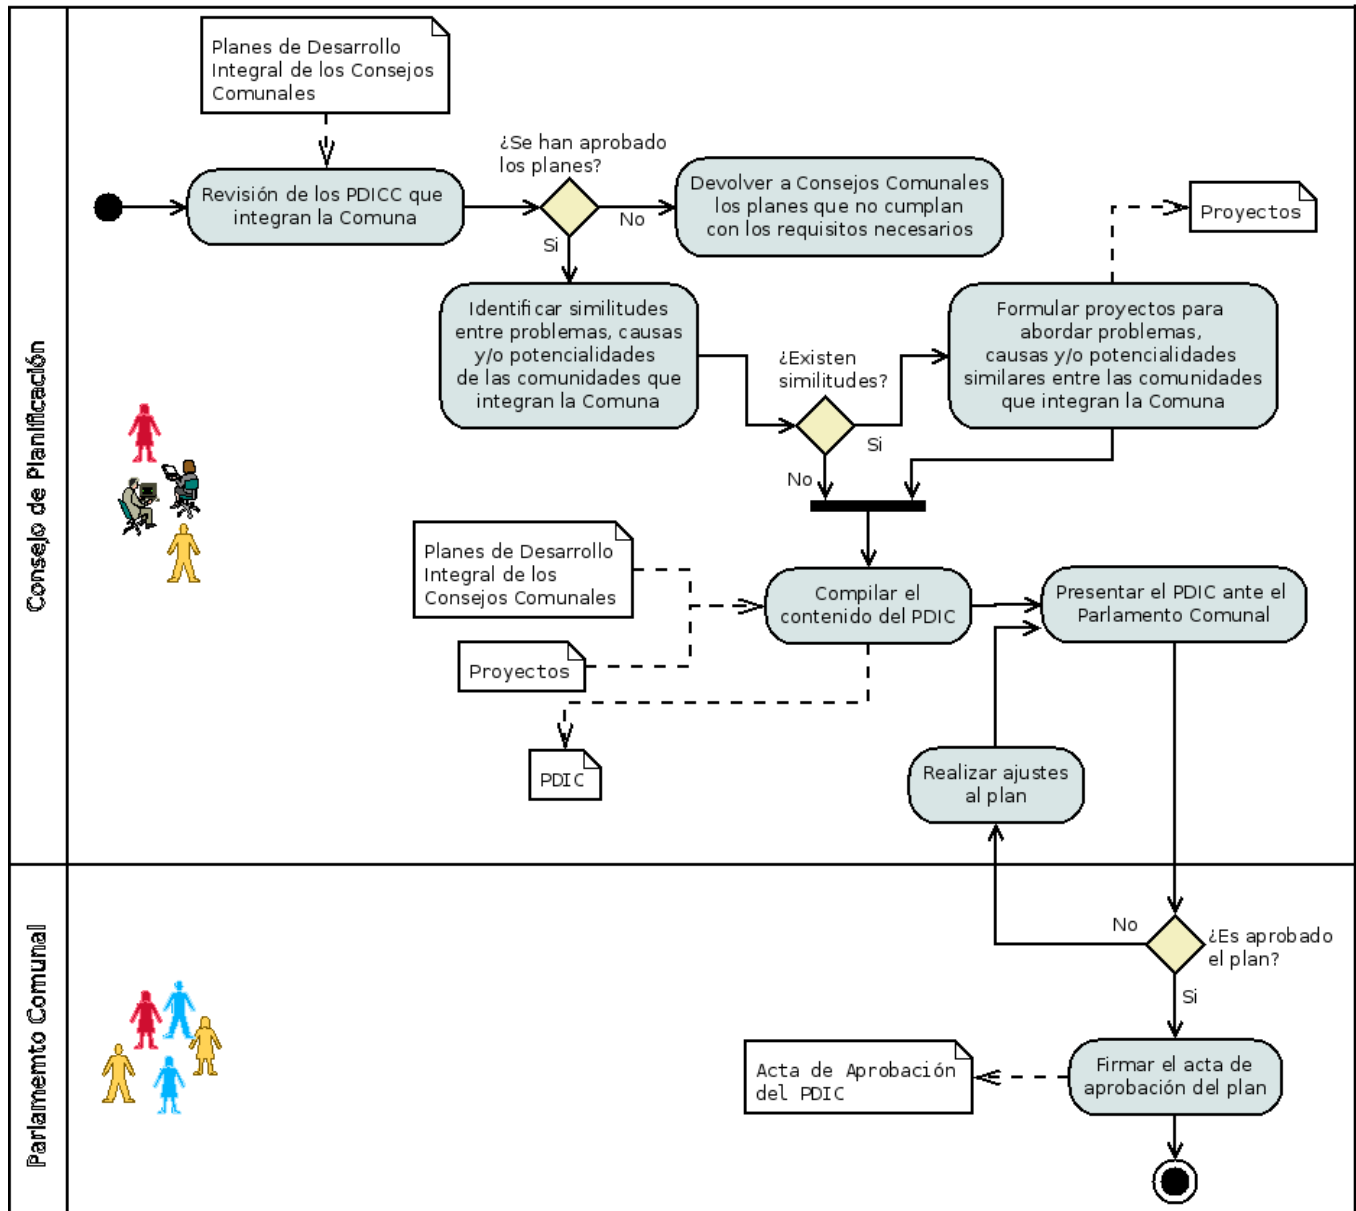 Consejo de Planificación
Planes de Desarrollo
Integral de los Consejos
Comunales
¿Se han aprobado
los planes?
Revisión de los PDICC que
integran la Comuna
No
Si
Devolver a Consejos Comunales
los planes que no cumplan
con los requisitos necesarios
Proyectos
Identificar similitudes
entre problemas, causas
y/o potencialidades
de las comunidades que
integran la Comuna
¿Existen
similitudes?
Si
No
Formular proyectos para
abordar problemas,
causas y/o potencialidades
similares entre las comunidades
que integran la Comuna
Planes de Desarrollo
Integral de los
Consejos Comunales
Proyectos
Compilar el
contenido del PDIC
Presentar el PDIC ante el
Parlamento Comunal
PDIC
Realizar ajustes
al plan
Parlamemto Comunal
No
¿Es aprobado
el plan?
Si
Acta de Aprobación
del PDIC
Firmar el acta de
aprobación del plan